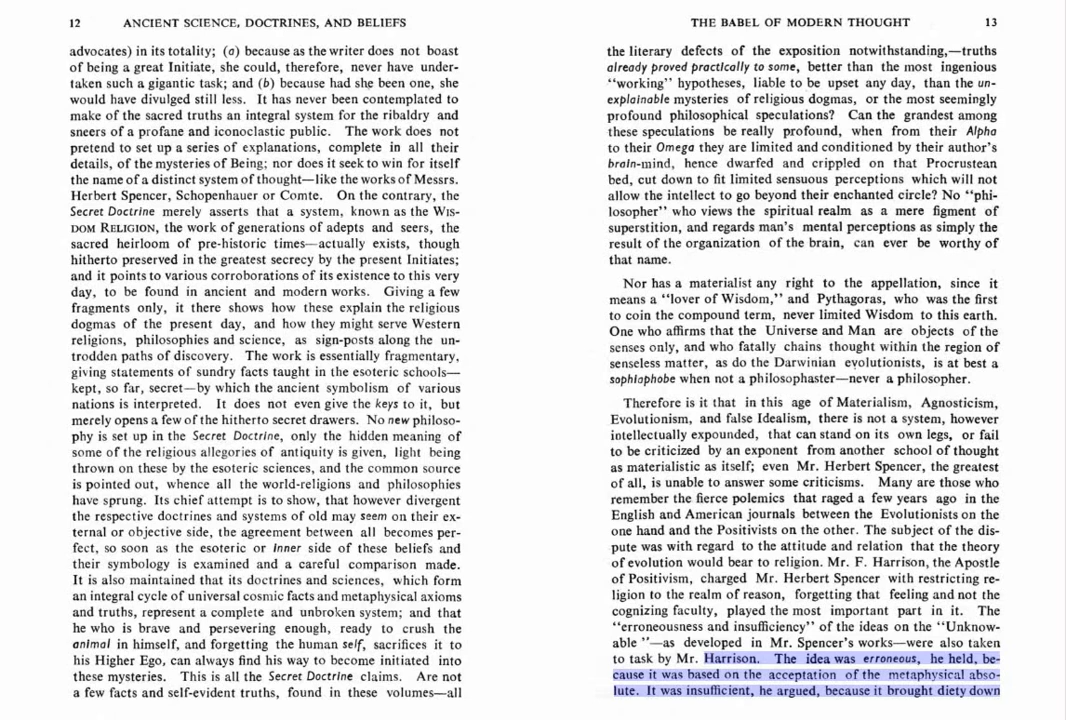 12 ANCIENT SCIENCE, DOCTRINES, AND BELIEFS
advocates) in its totality; (a) because as the writer does not boast
of being a great Initiate, she could, therefore, never have under-
taken such a gigantic task; and (b) because had she been one, she
would have divulged still less. It has never been contemplated to
make of the sacred truths an integral system for the ribaldry and
sneers of a profane and iconoclastic public. The work does not
pretend to set up a series of explanations, complete in all their
details, of the mysteries of Being; nor does it seek to win for itself
the name of a distinct system of thought—like the works of Messrs.
Herbert Spencer, Schopenhauer or Comte. On the contrary, the
Secret Doctrine merely asserts that a system, known as the WIS-
DOM RELIGION, the work of generations of adepts and seers, the
sacred heirloom of pre-historic times—actually exists, though
hitherto preserved in the greatest secrecy by the present Initiates;
and it points to various corroborations of its existence to this very
day, to be found in ancient and modern works. Giving a few
fragments only, it there shows how these explain the religious
dogmas of the present day, and how they might serve Western
religions, philosophies and science, as sign-posts along the un-
trodden paths of discovery. The work is essentially fragmentary,
giving statements of sundry facts taught in the esoteric schools—
kept, so far, secret—by which the ancient symbolism of various
nations is interpreted. It does not even give the keys to it, but
merely opens a few of the hitherto secret drawers. No new philoso-
phy is set up in the Secret Doctrine, only the hidden meaning of
some of the religious allegories of antiquity is given, light being
thrown on these by the esoteric sciences, and the common source
is pointed out, whence all the world-religions and philosophies
have sprung. Its chief attempt is to show, that however divergent
the respective doctrines and systems of old may seem on their ex-
ternal or objective side, the agreement between all becomes per-
fect, so soon as the esoteric or inner side of these beliefs and
their symbology is examined and a careful comparison made.
It is also maintained that its doctrines and sciences, which form
an integral cycle of universal cosmic facts and metaphysical axioms
and truths, represent a complete and unbroken system; and that
he who is brave and persevering enough, ready to crush the
animal in himself, and forgetting the human self, sacrifices it to
his Higher Ego, can always find his way to become initiated into
these mysteries. This is all the Secret Doctrine claims. Are not
a few facts and self-evident truths, found in these volumes—all
THE BABEL OF MODERN THOUGHT 13
the literary defects of the exposition notwithstanding,—truths
already proved practically to some, better than the most ingenious
"working" hypotheses, liable to be upset any day, than the un-
explainable mysteries of religious dogmas, or the most seemingly
profound philosophical speculations? Can the grandest among
these speculations be really profound, when from their Alpha
to their Omega they are limited and conditioned by their author's
brain-mind, hence dwarfed and crippled on that Procrustean
bed, cut down to fit limited sensuous perceptions which will not
allow the intellect to go beyond their enchanted circle? No "phi-
losopher" who views the spiritual realm as a mere figment of
superstition, and regards man's mental perceptions as simply the
result of the organization of the brain, can ever be worthy of
that name.
Nor has a materialist any right to the appellation, since it
means a "lover of Wisdom," and Pythagoras, who was the first
to coin the compound term, never limited Wisdom to this earth.
One who affirms that the Universe and Man are objects of the
senses only, and who fatally chains thought within the region of
senseless matter, as do the Darwinian evolutionists, is at best a
sophiaphobe when not a philosophaster—never a philosopher.
Therefore is it that in this age of Materialism, Agnosticism,
Evolutionism, and false Idealism, there is not a system, however
intellectually expounded, that can stand on its own legs, or fail
to be criticized by an exponent from another school of thought
as materialistic as itself; even Mr. Herbert Spencer, the greatest
of all, is unable to answer some criticisms. Many are those who
remember the fierce polemics that raged a few years ago in the
English and American journals between the Evolutionists on the
one hand and the Positivists on the other. The subject of the dis-
pute was with regard to the attitude and relation that the theory
of evolution would bear to religion. Mr. F. Harrison, the Apostle
of Positivism, charged Mr. Herbert Spencer with restricting re-
ligion to the realm of reason, forgetting that feeling and not the
cognizing faculty, played the most important part in it. The
"erroneousness and insufficiency" of the ideas on the "Unknow-
able "—as developed in Mr. Spencer's works—were also taken
to task by Mr. Harrison. The idea was erroneous, he held, be-
cause it was based on the acceptation of the metaphysical abso-
lute. It was insufficient, he argued, because it brought diety down